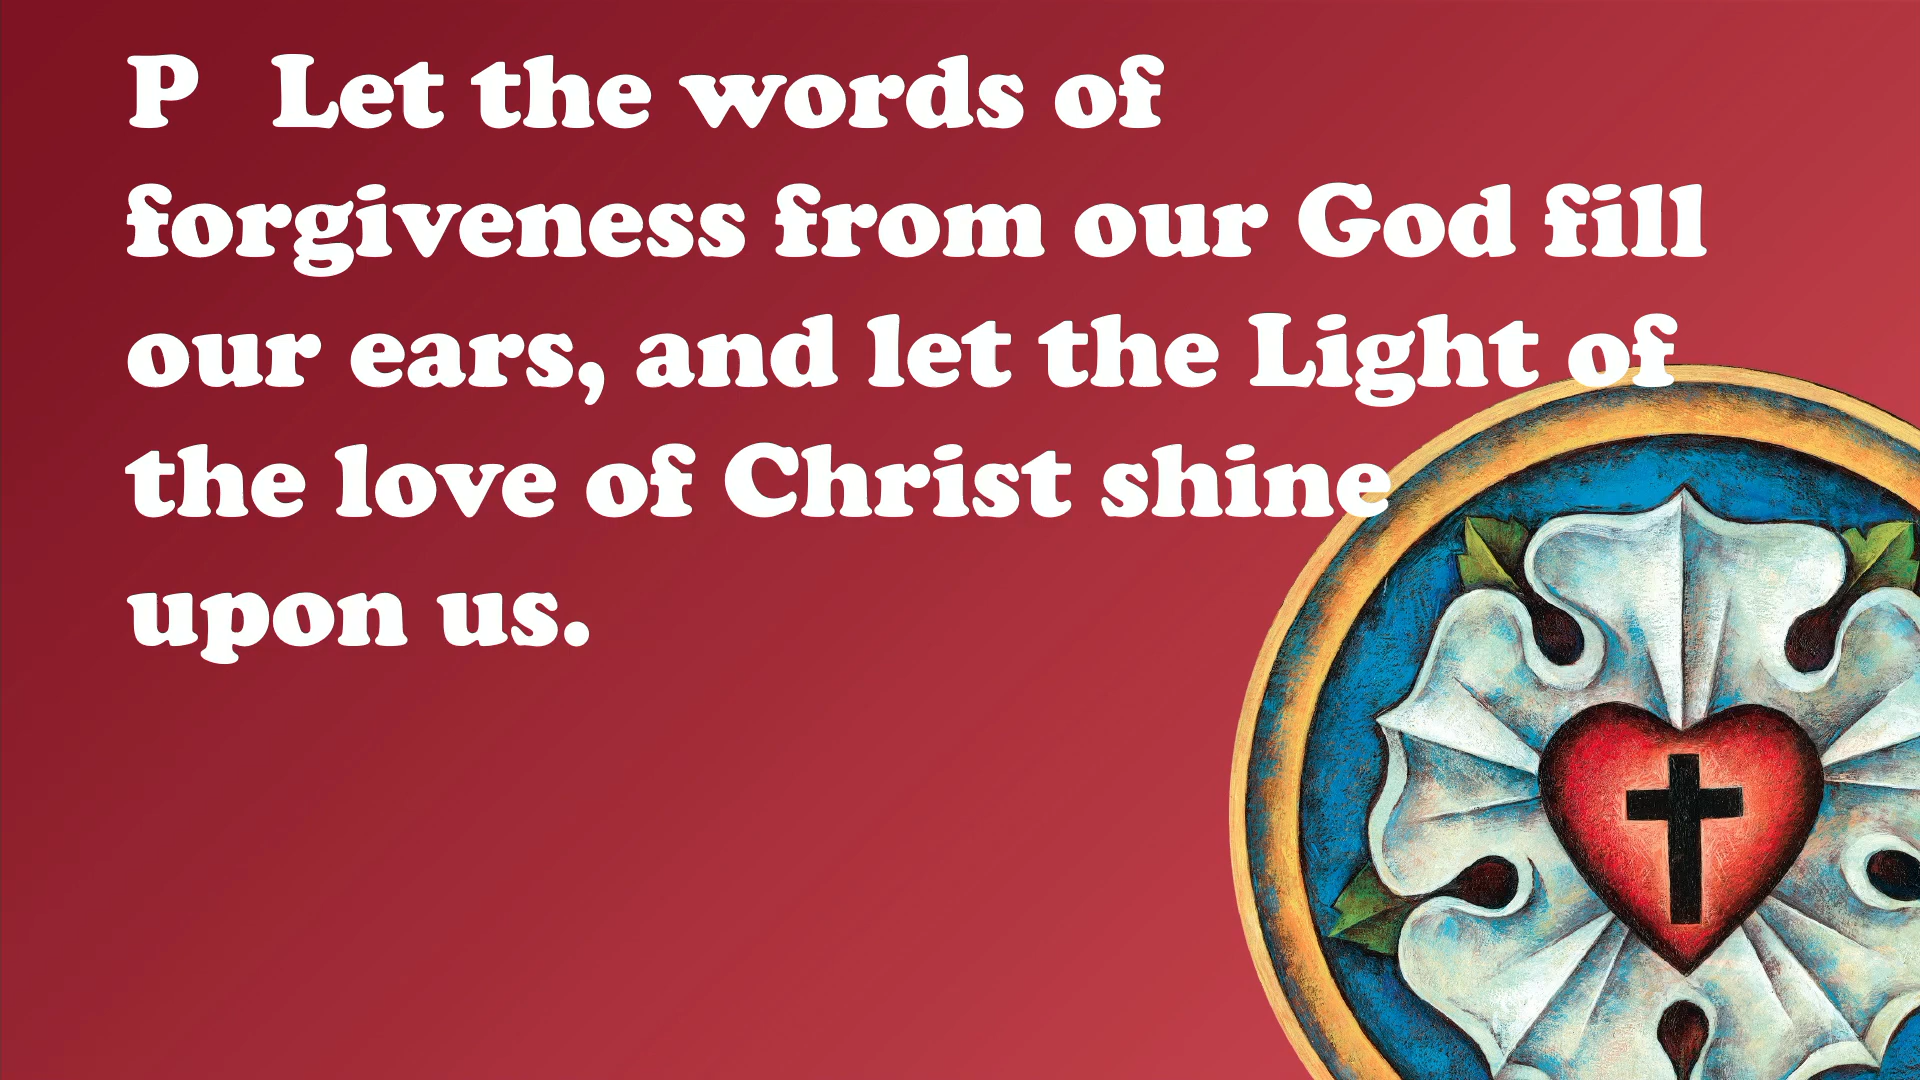 P Let the words of
forgiveness from our God fill
our ears, and let the Light of
the love of Christ shine
upon us.